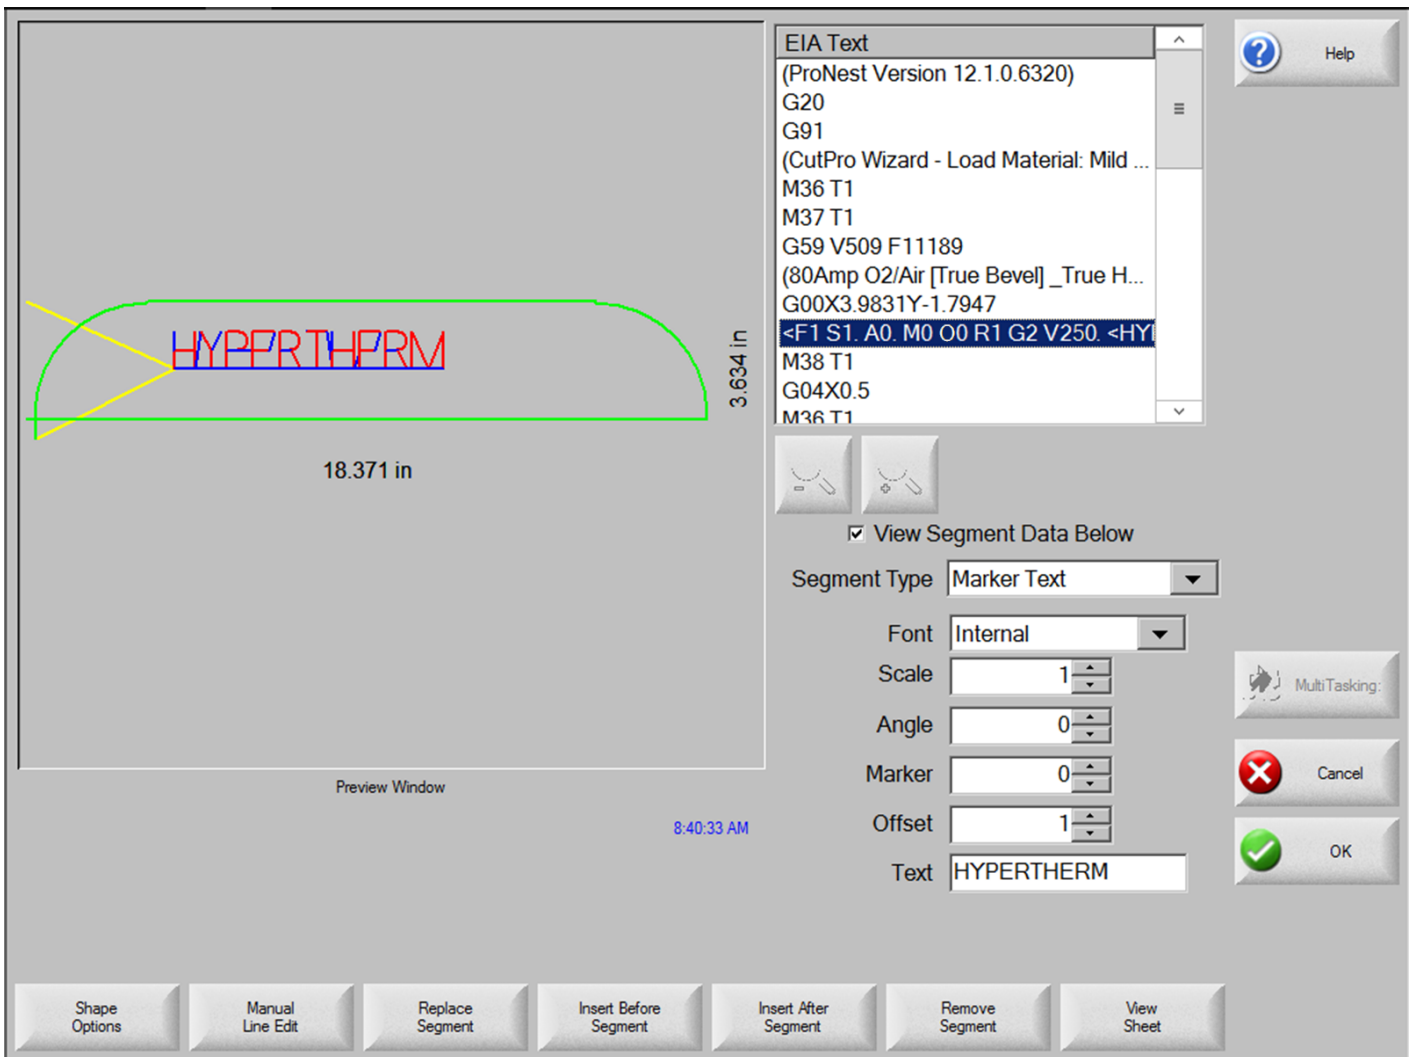 HYPERTHERM
3.634 in
18.371 in
Preview Window
8:40:33 AM
EIA Text
(ProNest Version 12.1.0.6320)
G20
G91
(CutPro Wizard - Load Material: Mild ...
M36 T1
M37 T1
G59 V509 F11189
(80Amp O2/Air [True Bevel] _True H...
G00X3.9831Y-1.7947
<F1 S1. A0. M0 O0 R1 G2 V250. <HY
M38 T1
G04X0.5
M36 T1
View Segment Data Below
Segment Type Marker Text
Font Internal
Scale 1
Angle 0
Marker 0
Offset 1
Text HYPERTHERM
Help
MultiTasking:
Cancel
OK
Shape
Options
Manual
Line Edit
Replace
Segment
Insert Before
Segment
Insert After
Segment
Remove
Segment
View
Sheet